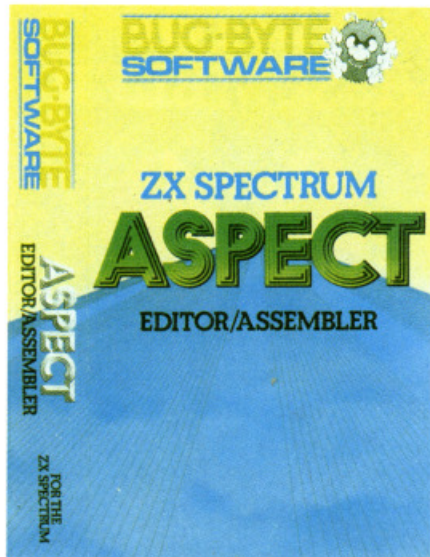 BUG-BYTE
SOFTWARE
ZX SPECTRUM
ASPECT
EDITOR/ASSEMBLER
BUG-BYTE
SOFTWARE
ASPECT
EDITOR/ASSEMBLER
FOR THE
ZX SPECTRUM